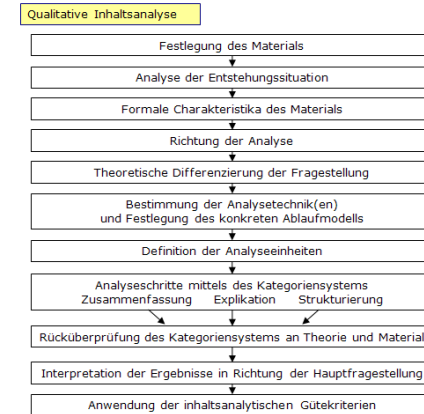 Qualitative Inhaltsanalyse
Festlegung des Materials
Analyse der Entstehungssituation
Formale Charakteristika des Materials
Richtung der Analyse
Theoretische Differenzierung der Fragestellung
Bestimmung der Analysetechnik(en)
und Festlegung des konkreten Ablaufmodells
Definition der Analyseeinheiten
Analyseschritte mittels des Kategoriensystems
Zusammenfassung Explikation Strukturierung
Rücküberprüfung des Kategoriensystems an Theorie und Material
Interpretation der Ergebnisse in Richtung der Hauptfragestellung
Anwendung der inhaltsanalytischen Gütekriterien